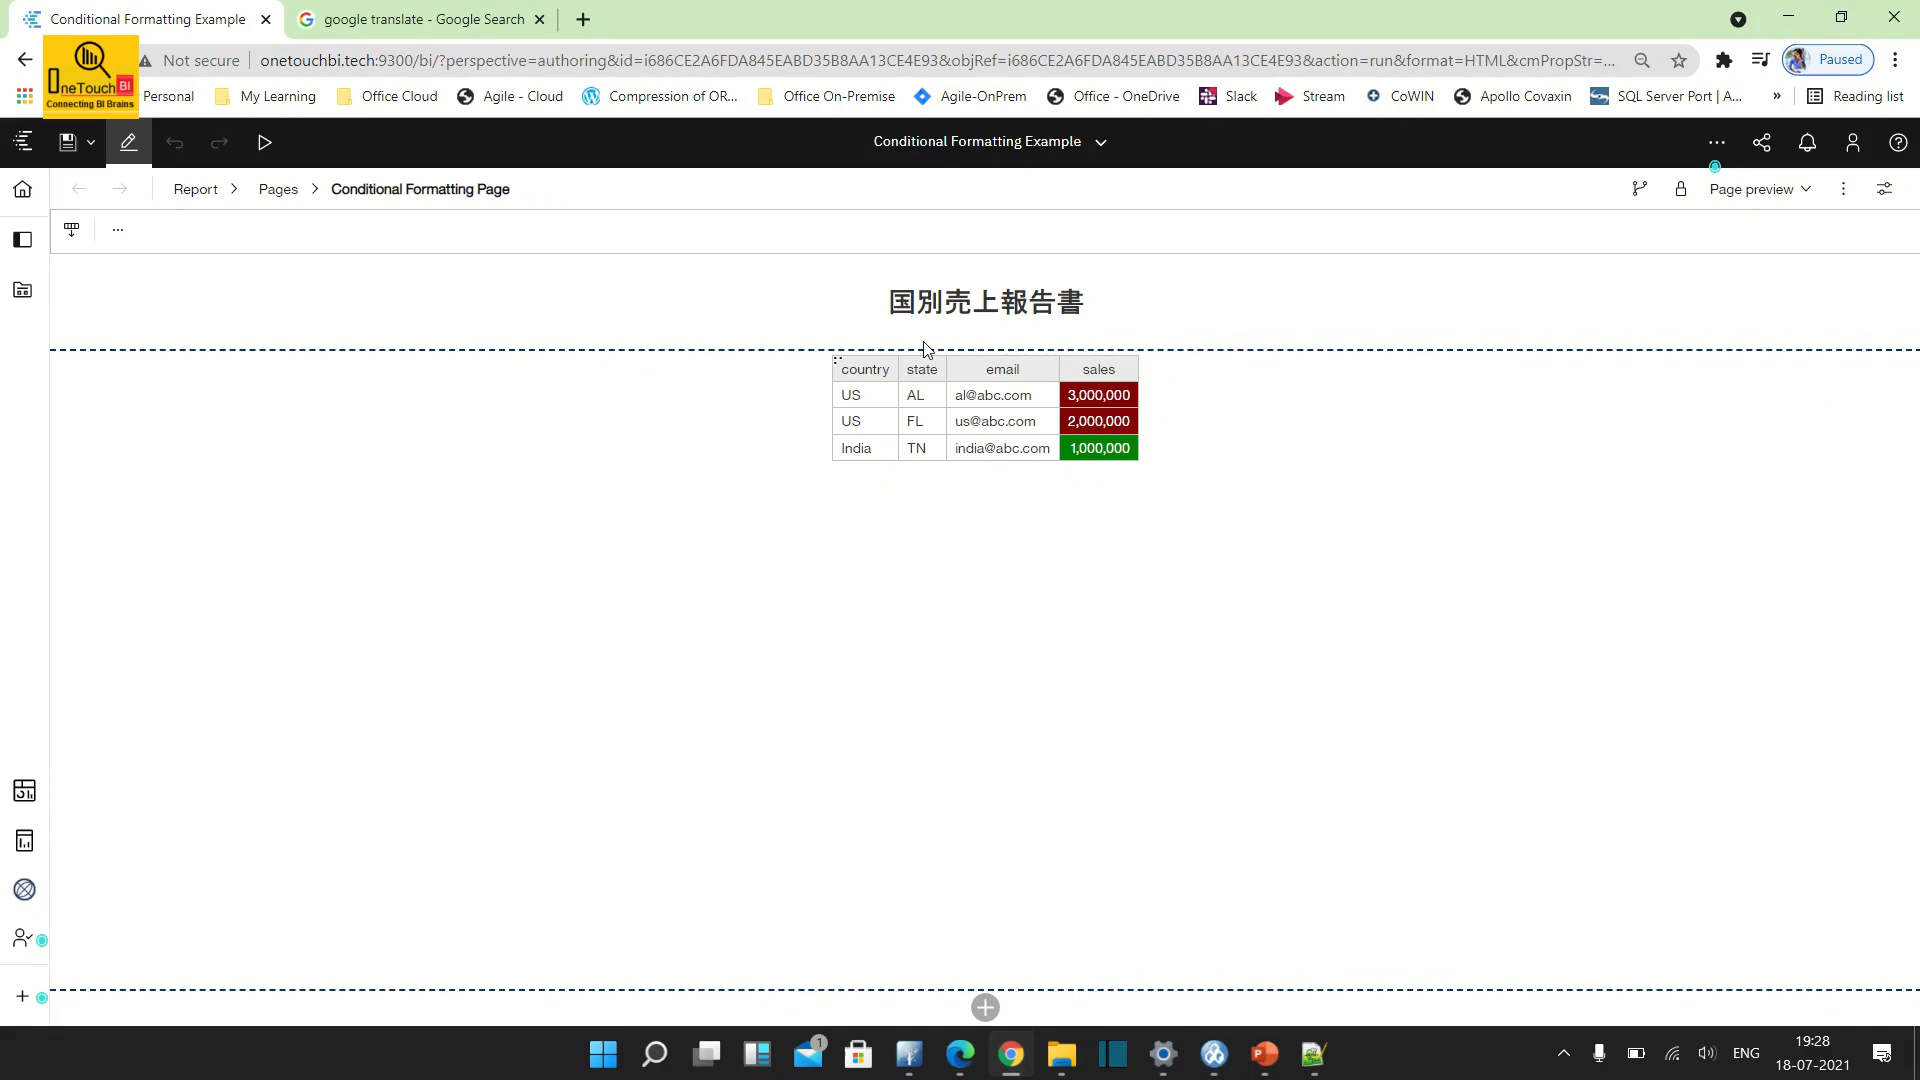 Conditional Formatting Example
google translate - Google Search
Not secure
onetouchbi.tech:9300/bi/?perspective=authoring&id=i686CE2A6FDA845EABD35B8AA13CE4E93&objRef=i686CE2A6FDA845EABD35B8AA13CE4E93&action=run&format=HTML&cmPropStr=...
Paused
OneTouch BI
Connecting BI Brains
Personal
My Learning
Office Cloud
Agile - Cloud
Compression of OR...
Office On-Premise
Agile-OnPrem
Office - OneDrive
Slack
Stream
CoWIN
Apollo Covaxin
SQL Server Port | A...
»
Reading list
Conditional Formatting Example
Report > Pages > Conditional Formatting Page
Page preview
国別売上報告書
country state email sales
US AL al@abc.com 3,000,000
US FL us@abc.com 2,000,000
India TN india@abc.com 1,000,000
1
ENG
19:28
18-07-2021